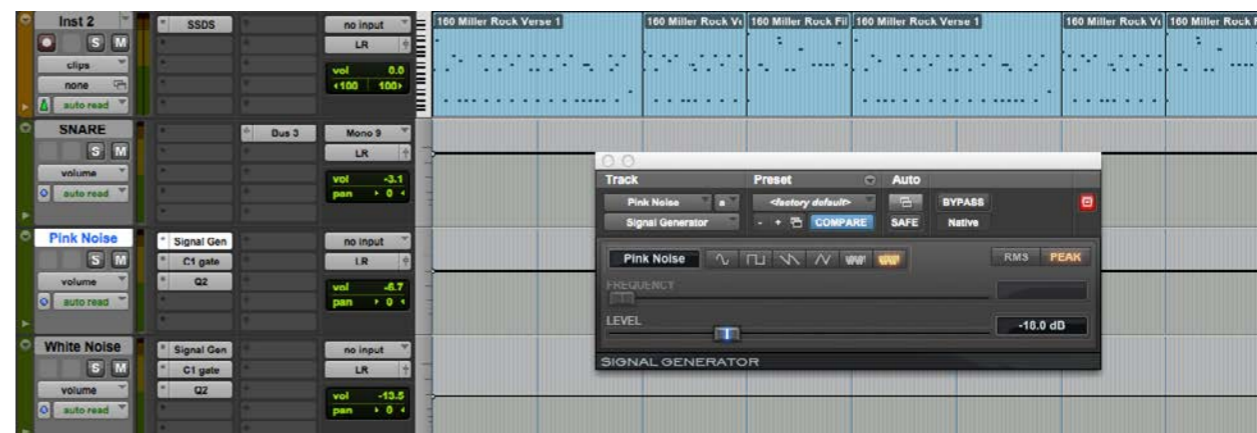 Inst 2 SSDS no input 160 Miller Rock Verse 1 160 Miller Rock Ve 160 Miller Rock Fil 160 Miller Rock Verse 1 160 Miller Rock Ve 160 Miller Rock F
S M LR
clips vol 0.0
none ‹100 100›
auto read
SNARE Bus 3 Mono 9
S M LR
volume vol -3.1
auto read pan › 0 ‹
Pink Noise Signal Gen no input
S M C1 gate LR
volume Q2 vol -6.7
auto read pan › 0 ‹
White Noise Signal Gen no input
S M C1 gate LR
volume Q2 vol -13.5
auto read pan › 0 ‹
Track Preset Auto
Pink Noise a <factory default> BYPASS
Signal Generator - + COMPARE SAFE Native
Pink Noise RMS PEAK
FREQUENCY
LEVEL -18.0 dB
SIGNAL GENERATOR